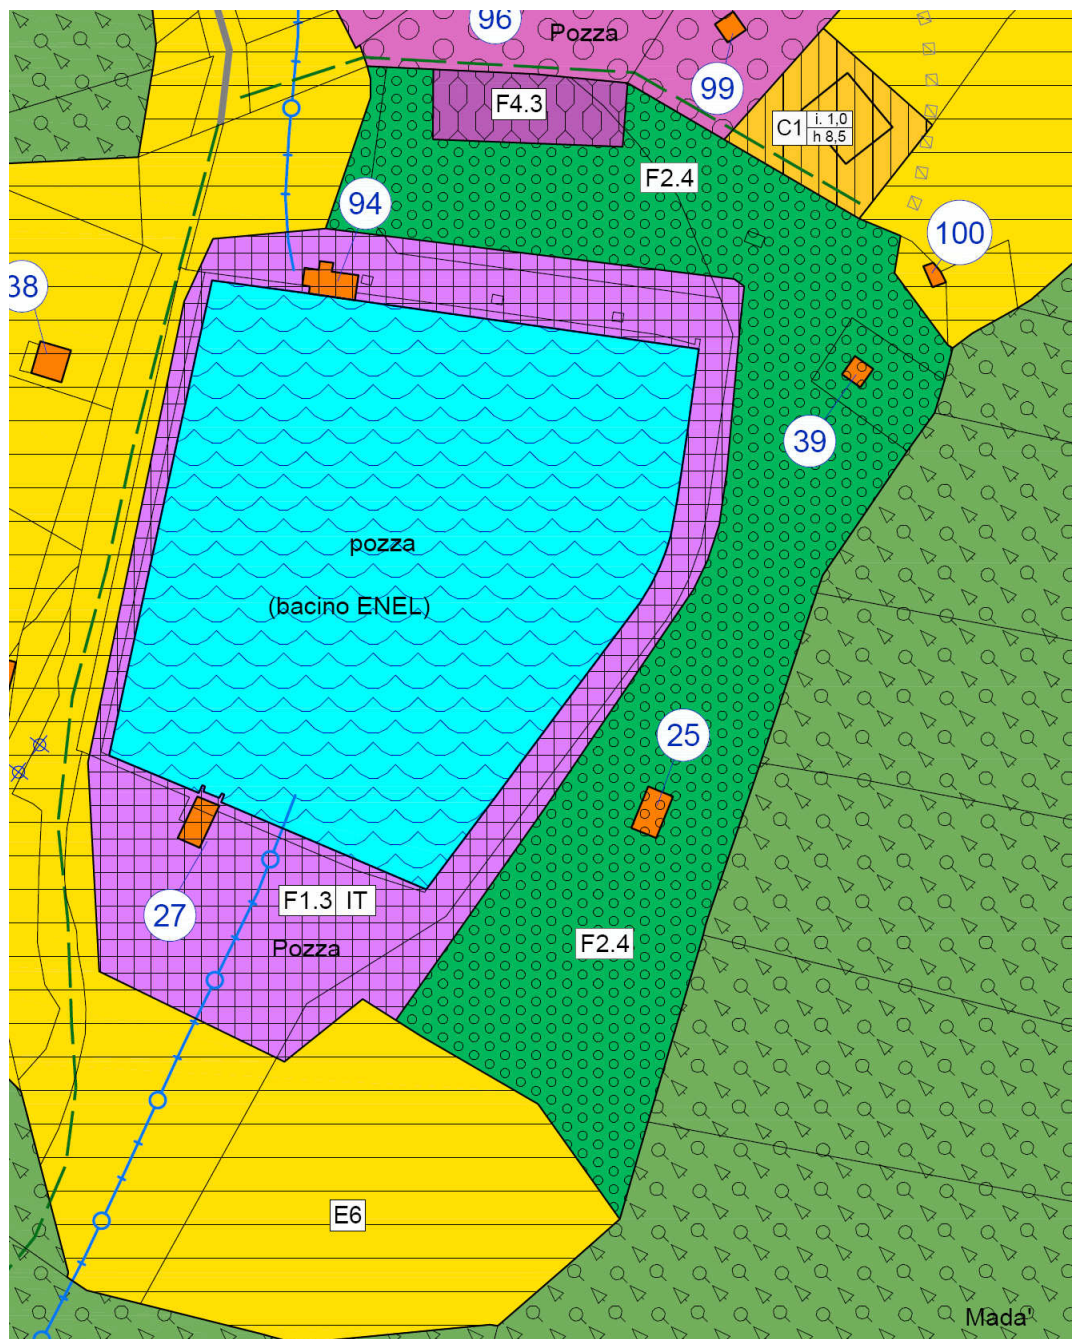 96
Pozza
99
F4.3
C1
i. 1,0
h 8,5
F2.4
94
100
38
39
pozza
(bacino ENEL)
25
F1.3 IT
27
F2.4
Pozza
E6
Mada'